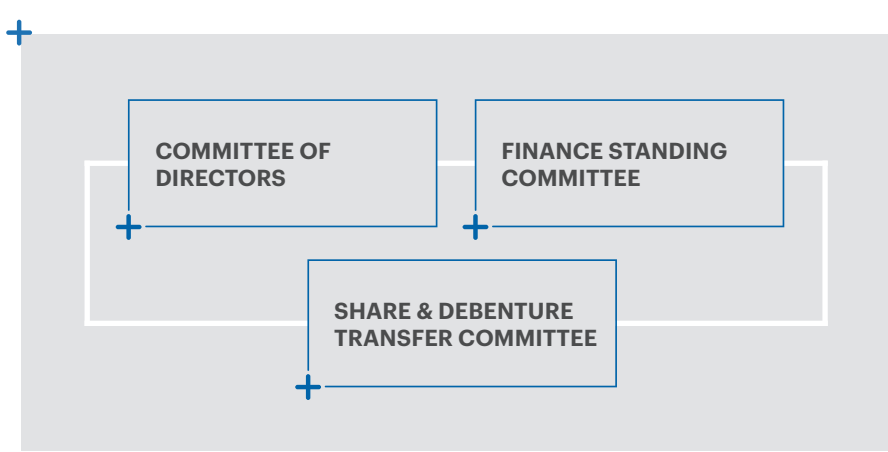 COMMITTEE OF
DIRECTORS
FINANCE STANDING
COMMITTEE
SHARE & DEBENTURE
TRANSFER COMMITTEE